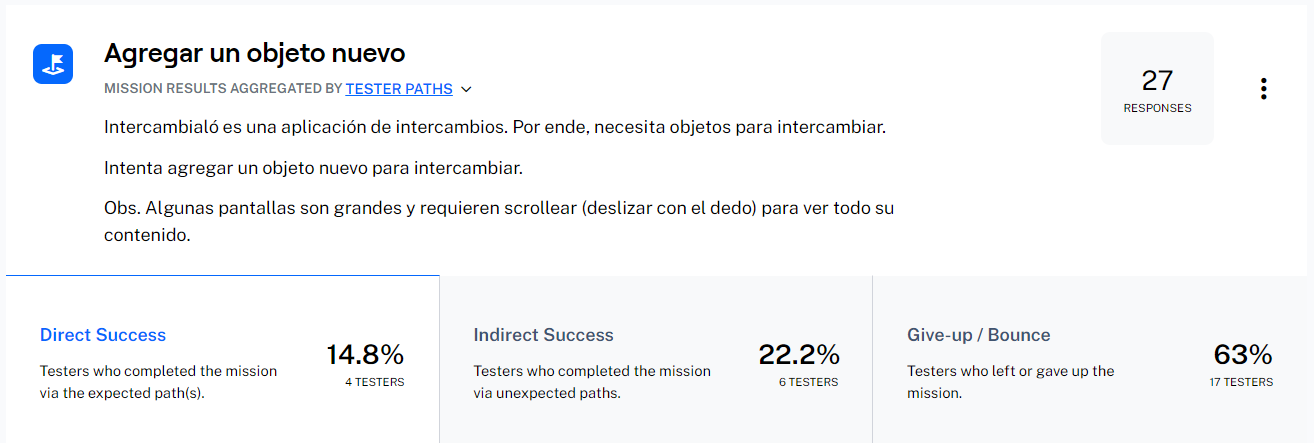 Agregar un objeto nuevo
MISSION RESULTS AGGREGATED BY TESTER PATHS
Intercambialó es una aplicación de intercambios. Por ende, necesita objetos para intercambiar.
Intenta agregar un objeto nuevo para intercambiar.
Obs. Algunas pantallas son grandes y requieren scrollear (deslizar con el dedo) para ver todo su
contenido.
27
RESPONSES
Direct Success
Testers who completed the mission
via the expected path(s).
14.8%
4 TESTERS
Indirect Success
Testers who completed the mission
via unexpected paths.
22.2%
6 TESTERS
Give-up / Bounce
Testers who left or gave up the
mission.
63%
17 TESTERS